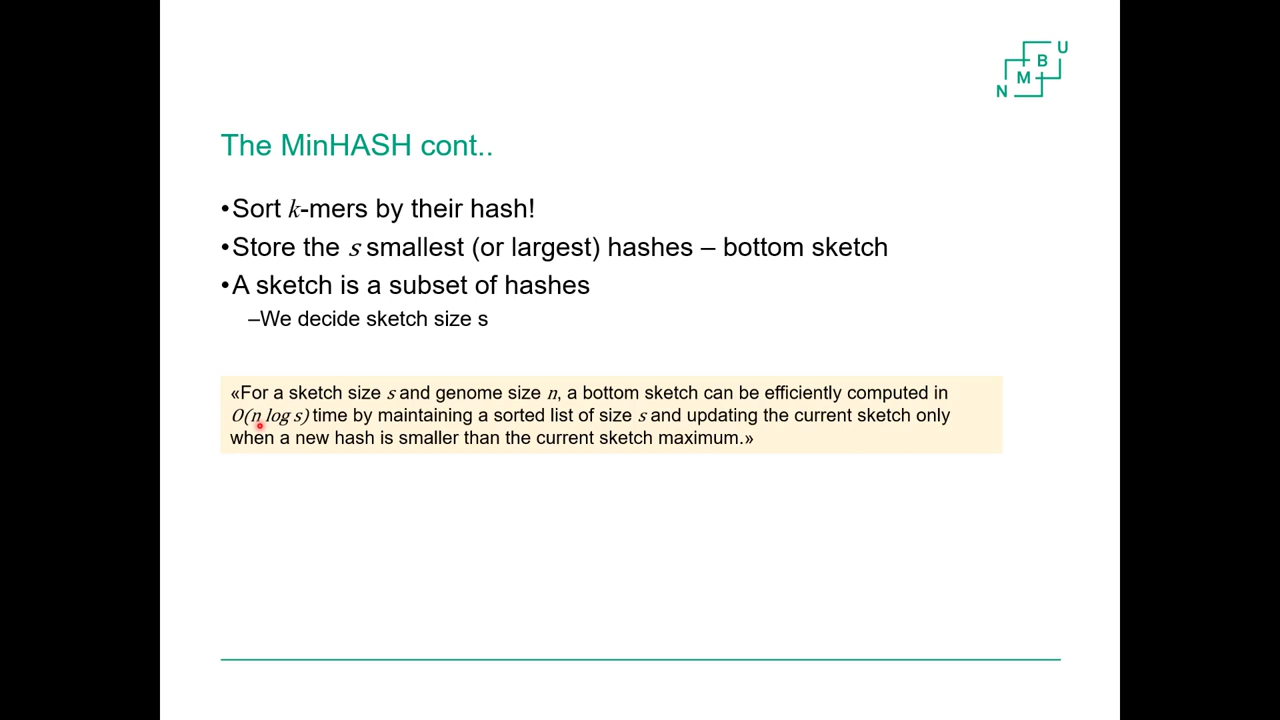 N M B U
The MinHASH cont..
•Sort k-mers by their hash!
•Store the s smallest (or largest) hashes – bottom sketch
•A sketch is a subset of hashes
–We decide sketch size s
«For a sketch size s and genome size n, a bottom sketch can be efficiently computed in
O(n log s) time by maintaining a sorted list of size s and updating the current sketch only
when a new hash is smaller than the current sketch maximum.»